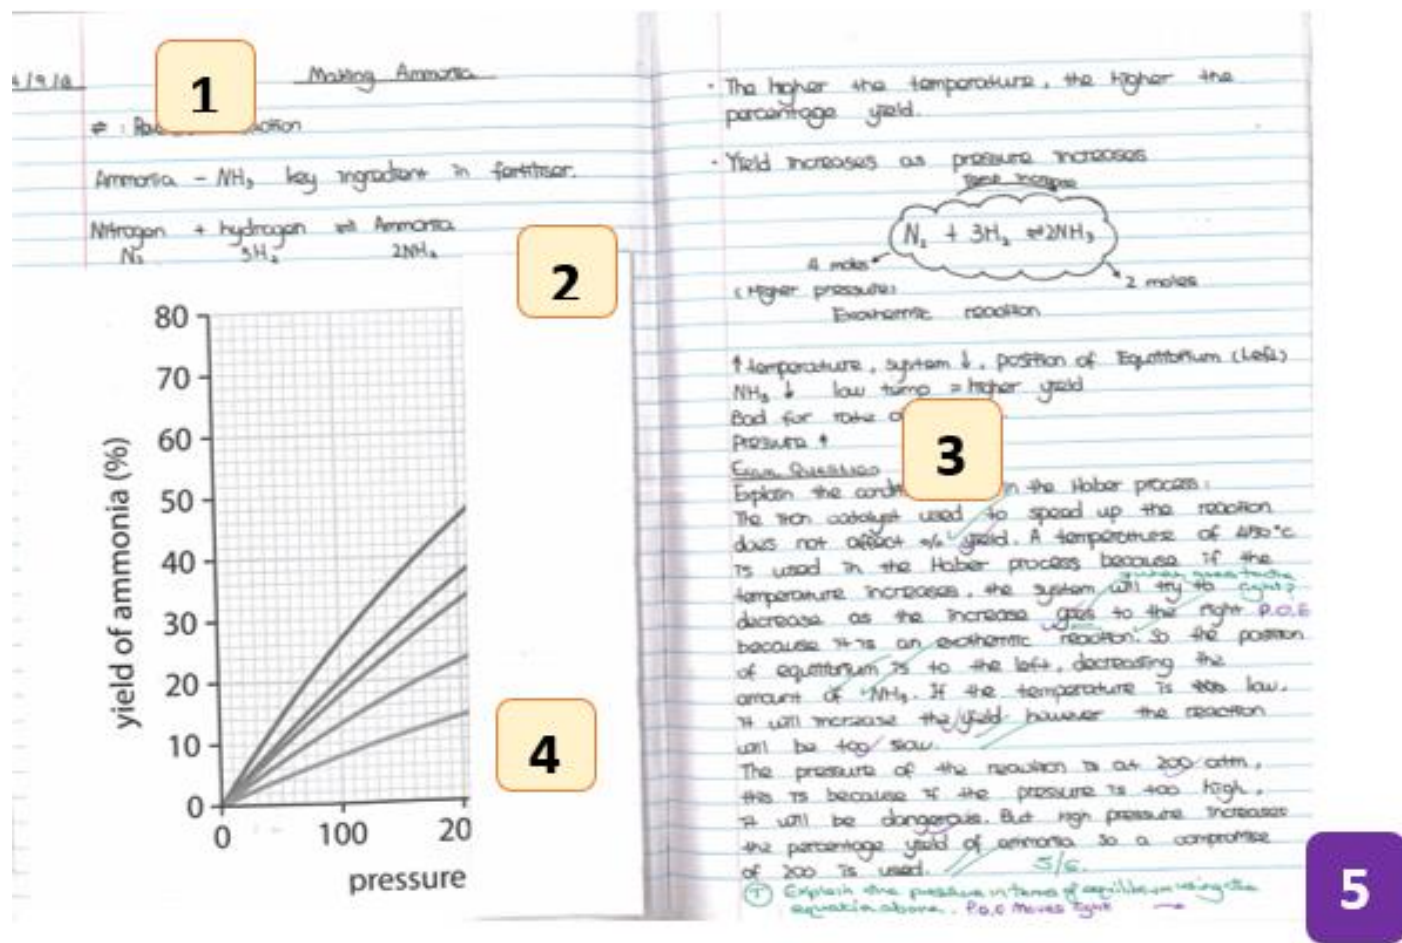 4/9/18
1
Making Ammonia
⇌ :
Ammonia - NH₃ key ingredient in fertiliser.
Nitrogen + hydrogen ⇌ Ammonia
N₂ 3H₂ 2NH₃
2
80
70
60
50
40
30
20
10
0
yield of ammonia (%)
0 100 20
pressure
4
· The higher the temperature, the higher the
percentage yield.
· Yield increases as pressure increases
N₂ + 3H₂ ⇌ 2NH₃
4 moles
2 moles
(Higher pressure)
Exothermic reaction
↑ temperature, system ↓, position of Equilibrium (Left)
NH₃ ↓ low temp = higher yield
Bad for rate o
Pressure ↑
3
Exam Question
Explain the condit in the Haber process:
The iron catalyst used to speed up the reaction
does not affect % yield. A temperature of 450°c
is used in the Haber process because if the
temperature increases, the system will try to
decrease as the increase goes to the right P.O.E
because it is an exothermic reaction. So the position
of equilibrium is to the left, decreasing the
amount of NH₃. If the temperature is too low,
it will increase the yield however the reaction
will be too slow.
The pressure of the reaction is at 200 atm,
this is because if the pressure is too high,
it will be dangerous. But high pressure increases
the percentage yield of ammonia so a compromise
of 200 is used. 5/6.
(T) Explain the pressure in terms of equilibrium using the
equation above. P.O.E Moves right →
5